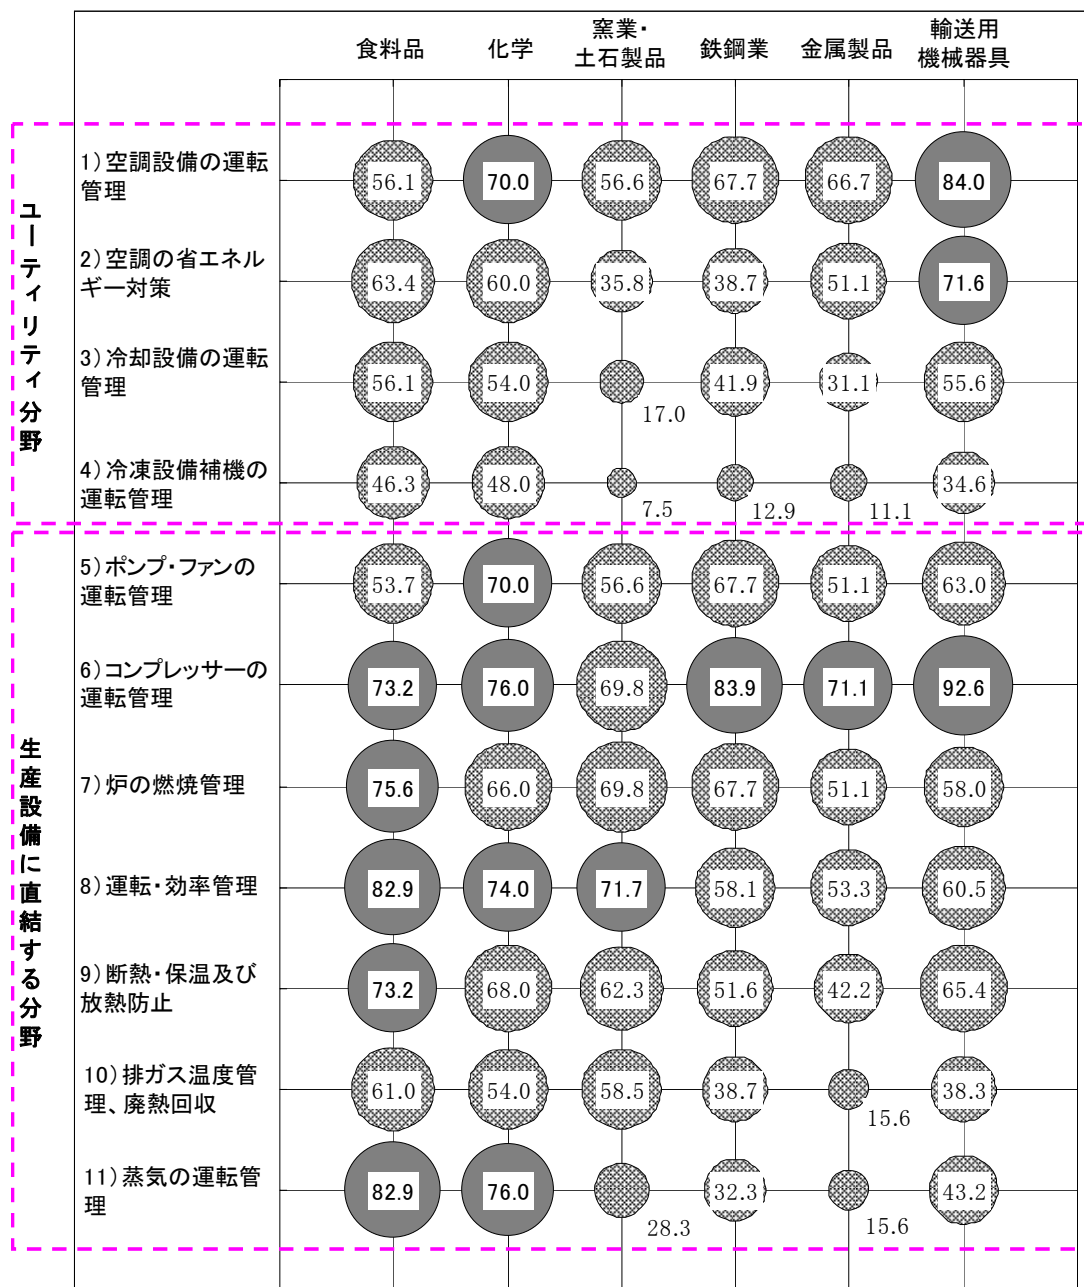 食料品
化学
窯業・
土石製品
鉄鋼業
金属製品
輸送用
機械器具
ユーティリティ分野
1)空調設備の運転
管理
56.1
70.0
56.6
67.7
66.7
84.0
2)空調の省エネル
ギー対策
63.4
60.0
35.8
38.7
51.1
71.6
3)冷却設備の運転
管理
56.1
54.0
17.0
41.9
31.1
55.6
4)冷凍設備補機の
運転管理
46.3
48.0
7.5
12.9
11.1
34.6
生産設備に直結する分野
5)ポンプ・ファンの
運転管理
53.7
70.0
56.6
67.7
51.1
63.0
6)コンプレッサーの
運転管理
73.2
76.0
69.8
83.9
71.1
92.6
7)炉の燃焼管理
75.6
66.0
69.8
67.7
51.1
58.0
8)運転・効率管理
82.9
74.0
71.7
58.1
53.3
60.5
9)断熱・保温及び
放熱防止
73.2
68.0
62.3
51.6
42.2
65.4
10)排ガス温度管
理、廃熱回収
61.0
54.0
58.5
38.7
15.6
38.3
11)蒸気の運転管
理
82.9
76.0
28.3
32.3
15.6
43.2